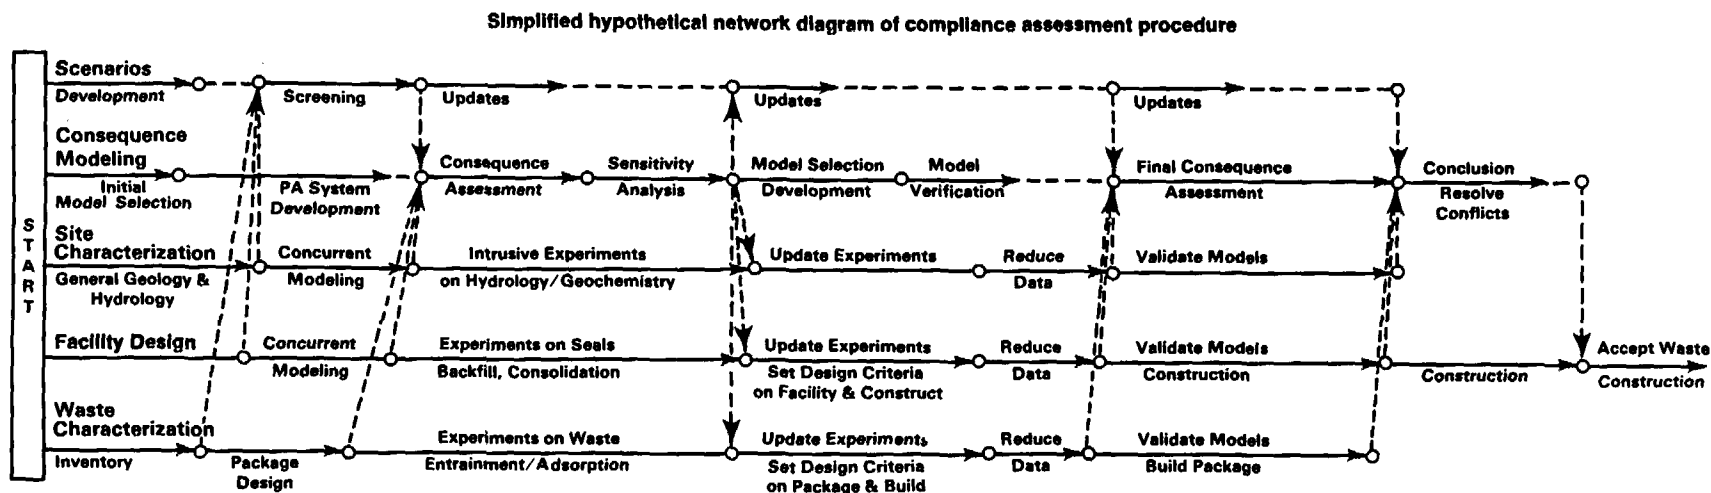 Simplified hypothetical network diagram of compliance assessment procedure
START
Scenarios
Development
Screening
Updates
Updates
Updates
Consequence
Modeling
Initial
Model Selection
PA System
Development
Consequence
Assessment
Sensitivity
Analysis
Model Selection
Development
Model
Verification
Final Consequence
Assessment
Conclusion
Resolve
Conflicts
Site
Characterization
General Geology &
Hydrology
Concurrent
Modeling
Intrusive Experiments
on Hydrology/Geochemistry
Update Experiments
Reduce
Data
Validate Models
Facility Design
Concurrent
Modeling
Experiments on Seals
Backfill, Consolidation
Update Experiments
Set Design Criteria
on Facility & Construct
Reduce
Data
Validate Models
Construction
Construction
Accept Waste
Construction
Waste
Characterization
Inventory
Package
Design
Experiments on Waste
Entrainment/Adsorption
Update Experiments
Set Design Criteria
on Package & Build
Reduce
Data
Validate Models
Build Package